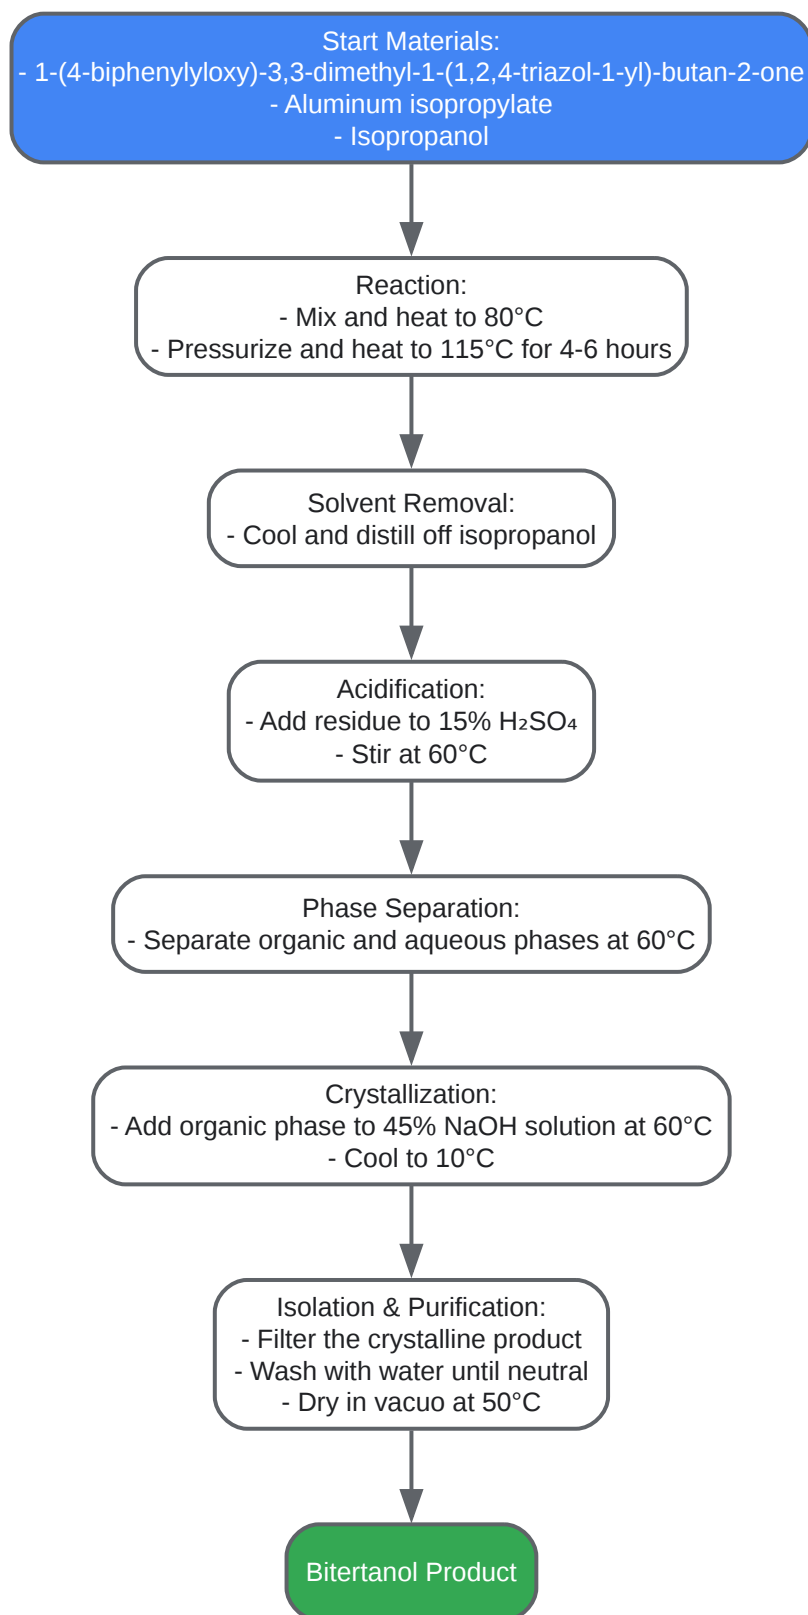 Start Materials:
- 1-(4-biphenylyloxy)-3,3-dimethyl-1-(1,2,4-triazol-1-yl)-butan-2-one
- Aluminum isopropylate
- Isopropanol
Reaction:
- Mix and heat to 80°C
- Pressurize and heat to 115°C for 4-6 hours
Solvent Removal:
- Cool and distill off isopropanol
Acidification:
- Add residue to 15% H₂SO₄
- Stir at 60°C
Phase Separation:
- Separate organic and aqueous phases at 60°C
Crystallization:
- Add organic phase to 45% NaOH solution at 60°C
- Cool to 10°C
Isolation & Purification:
- Filter the crystalline product
- Wash with water until neutral
- Dry in vacuo at 50°C
Bitertanol Product